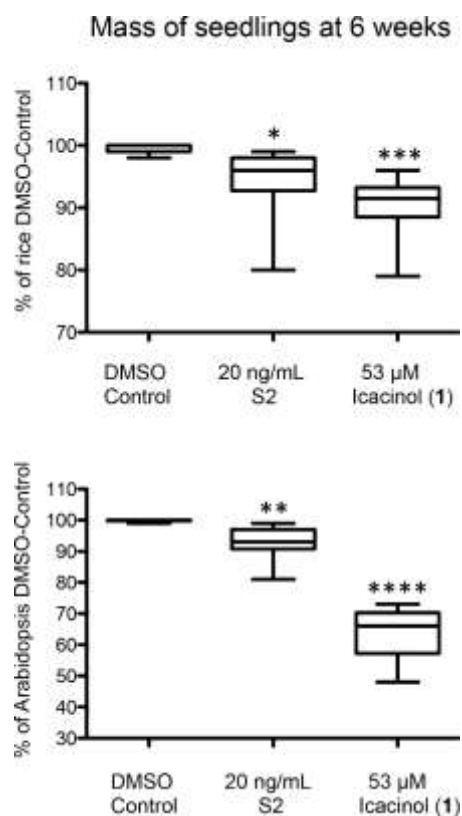 Mass of seedlings at 6 weeks
% of rice DMSO-Control
110
100
90
80
70
*
***
DMSO
Control
20 ng/mL
S2
53 µM
Icacinol (1)
% of Arabidopsis DMSO-Control
110
100
90
80
70
60
50
40
30
**
****
DMSO
Control
20 ng/mL
S2
53 µM
Icacinol (1)